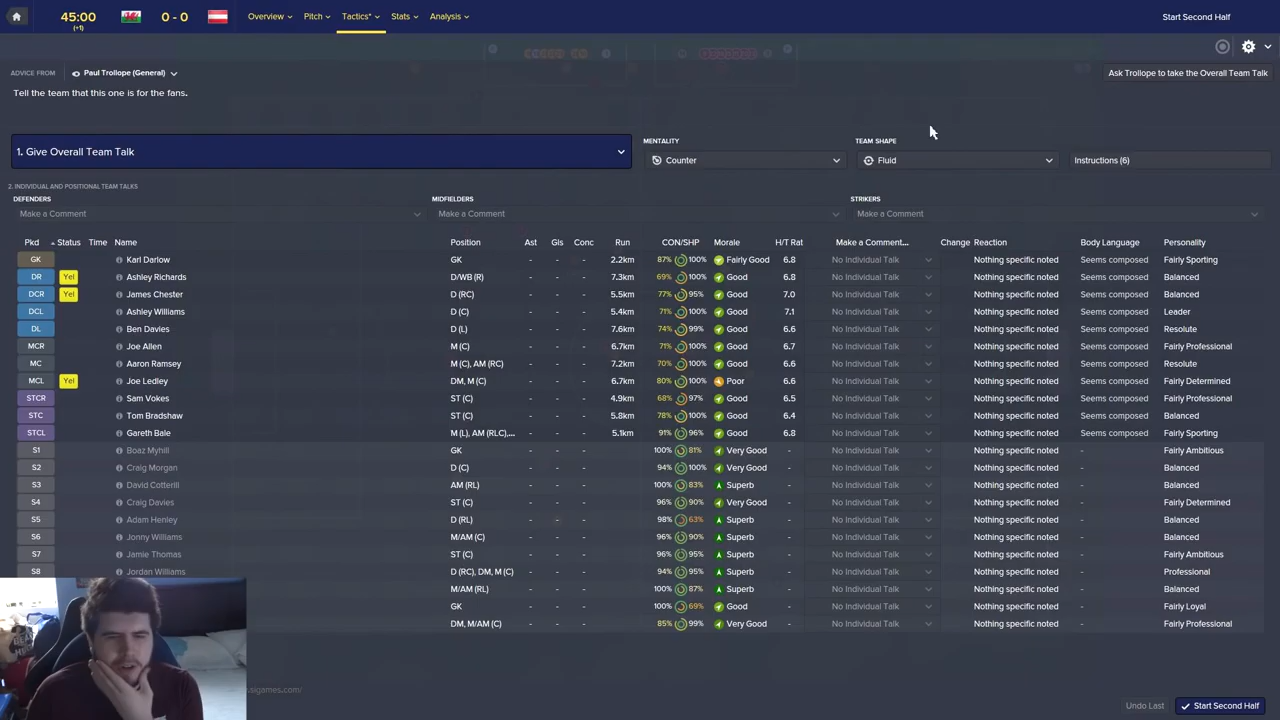 45:00
(+1)
0 - 0
Overview
Pitch
Tactics*
Stats
Analysis
Start Second Half
ADVICE FROM
Paul Trollope (General)
Ask Trollope to take the Overall Team Talk
Tell the team that this one is for the fans.
1. Give Overall Team Talk
MENTALITY
Counter
TEAM SHAPE
Fluid
Instructions (6)
2. INDIVIDUAL AND POSITIONAL TEAM TALKS
DEFENDERS MIDFIELDERS STRIKERS
Make a Comment Make a Comment Make a Comment
Pkd Status Time Name Position Ast Gls Conc Run CON/SHP Morale H/T Rat Make a Comment... Change Reaction Body Language Personality
GK Karl Darlow GK - - - 2.2km 87% 100% Fairly Good 6.8 No Individual Talk Nothing specific noted Seems composed Fairly Sporting
DR Yel Ashley Richards D/WB (R) - - - 7.3km 69% 100% Good 6.8 No Individual Talk Nothing specific noted Seems composed Balanced
DCR Yel James Chester D (RC) - - - 5.5km 77% 95% Good 7.0 No Individual Talk Nothing specific noted Seems composed Balanced
DCL Ashley Williams D (C) - - - 5.4km 71% 100% Good 7.1 No Individual Talk Nothing specific noted Seems composed Leader
DL Ben Davies D (L) - - - 7.6km 74% 99% Good 6.6 No Individual Talk Nothing specific noted Seems composed Resolute
MCR Joe Allen M (C) - - - 6.7km 71% 100% Good 6.7 No Individual Talk Nothing specific noted Seems composed Fairly Professional
MC Aaron Ramsey M (C), AM (RC) - - - 7.2km 70% 100% Good 6.6 No Individual Talk Nothing specific noted Seems composed Resolute
MCL Yel Joe Ledley DM, M (C) - - - 6.7km 80% 100% Poor 6.6 No Individual Talk Nothing specific noted Seems composed Fairly Determined
STCR Sam Vokes ST (C) - - - 4.9km 68% 97% Good 6.5 No Individual Talk Nothing specific noted Seems composed Fairly Professional
STC Tom Bradshaw ST (C) - - - 5.8km 78% 100% Good 6.4 No Individual Talk Nothing specific noted Seems composed Balanced
STCL Gareth Bale M (L), AM (RLC),... - - - 5.1km 91% 96% Good 6.8 No Individual Talk Nothing specific noted Seems composed Fairly Sporting
S1 Boaz Myhill GK - - - 100% 81% Very Good - No Individual Talk Nothing specific noted - Fairly Ambitious
S2 Craig Morgan D (C) - - - 94% 100% Very Good - No Individual Talk Nothing specific noted - Balanced
S3 David Cotterill AM (RL) - - - 100% 83% Superb - No Individual Talk Nothing specific noted - Balanced
S4 Craig Davies ST (C) - - - 96% 90% Very Good - No Individual Talk Nothing specific noted - Fairly Determined
S5 Adam Henley D (RL) - - - 98% 63% Superb - No Individual Talk Nothing specific noted - Balanced
S6 Jonny Williams M/AM (C) - - - 96% 90% Superb - No Individual Talk Nothing specific noted - Balanced
S7 Jamie Thomas ST (C) - - - 96% 95% Superb - No Individual Talk Nothing specific noted - Fairly Ambitious
S8 Jordan Williams D (RC), DM, M (C) - - - 94% 95% Superb - No Individual Talk Nothing specific noted - Professional
M/AM (RL) - - - 100% 87% Superb - No Individual Talk Nothing specific noted - Balanced
GK - - - 100% 69% Good - No Individual Talk Nothing specific noted - Fairly Loyal
DM, M/AM (C) - - - 85% 99% Very Good - No Individual Talk Nothing specific noted - Fairly Professional
.sigames.com/
Undo Last
Start Second Half